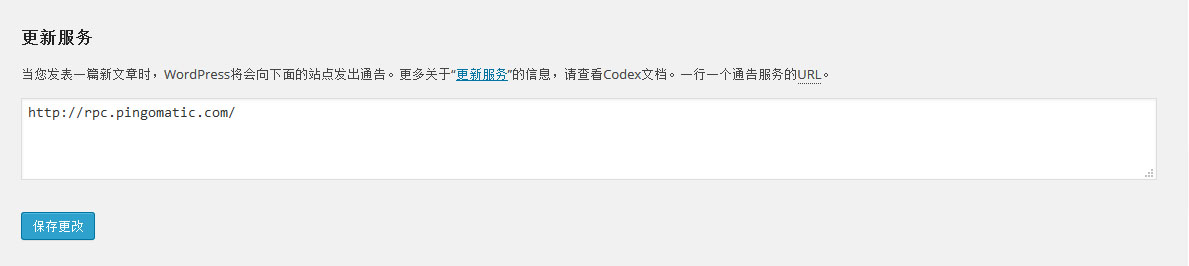 更新服务
当您发表一篇新文章时，WordPress将会向下面的站点发出通告。更多关于“更新服务”的信息，请查看Codex文档。一行一个通告服务的URL。
http://rpc.pingomatic.com/
保存更改